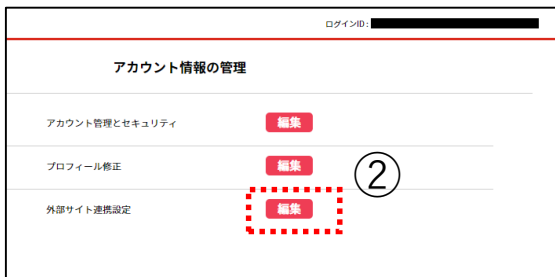 ログインID:
アカウント情報の管理
アカウント管理とセキュリティ 編集
プロフィール修正 編集
②
外部サイト連携設定 編集